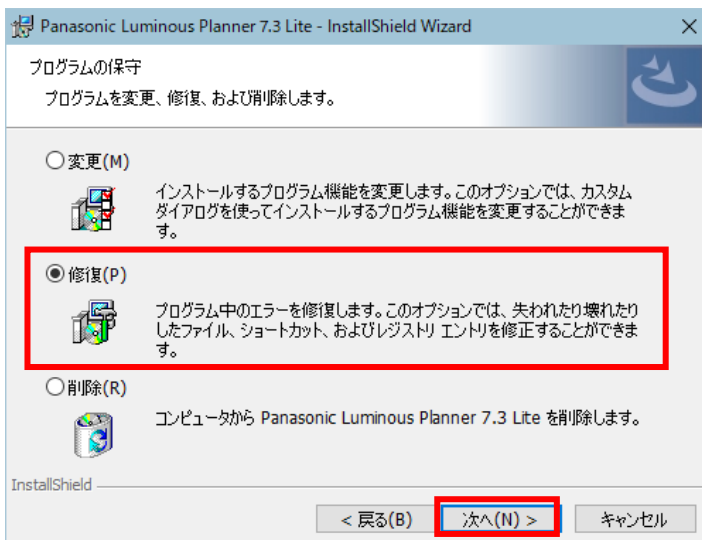 Panasonic Luminous Planner 7.3 Lite - InstallShield Wizard
プログラムの保守
プログラムを変更、修復、および削除します。
変更(M)
インストールするプログラム機能を変更します。このオプションでは、カスタム
ダイアログを使ってインストールするプログラム機能を変更することができま
す。
修復(P)
プログラム中のエラーを修復します。このオプションでは、失われたり壊れたり
したファイル、ショートカット、およびレジストリ エントリを修正することができま
す。
削除(R)
コンピュータから Panasonic Luminous Planner 7.3 Lite を削除します。
InstallShield
< 戻る(B) 次へ(N) > キャンセル